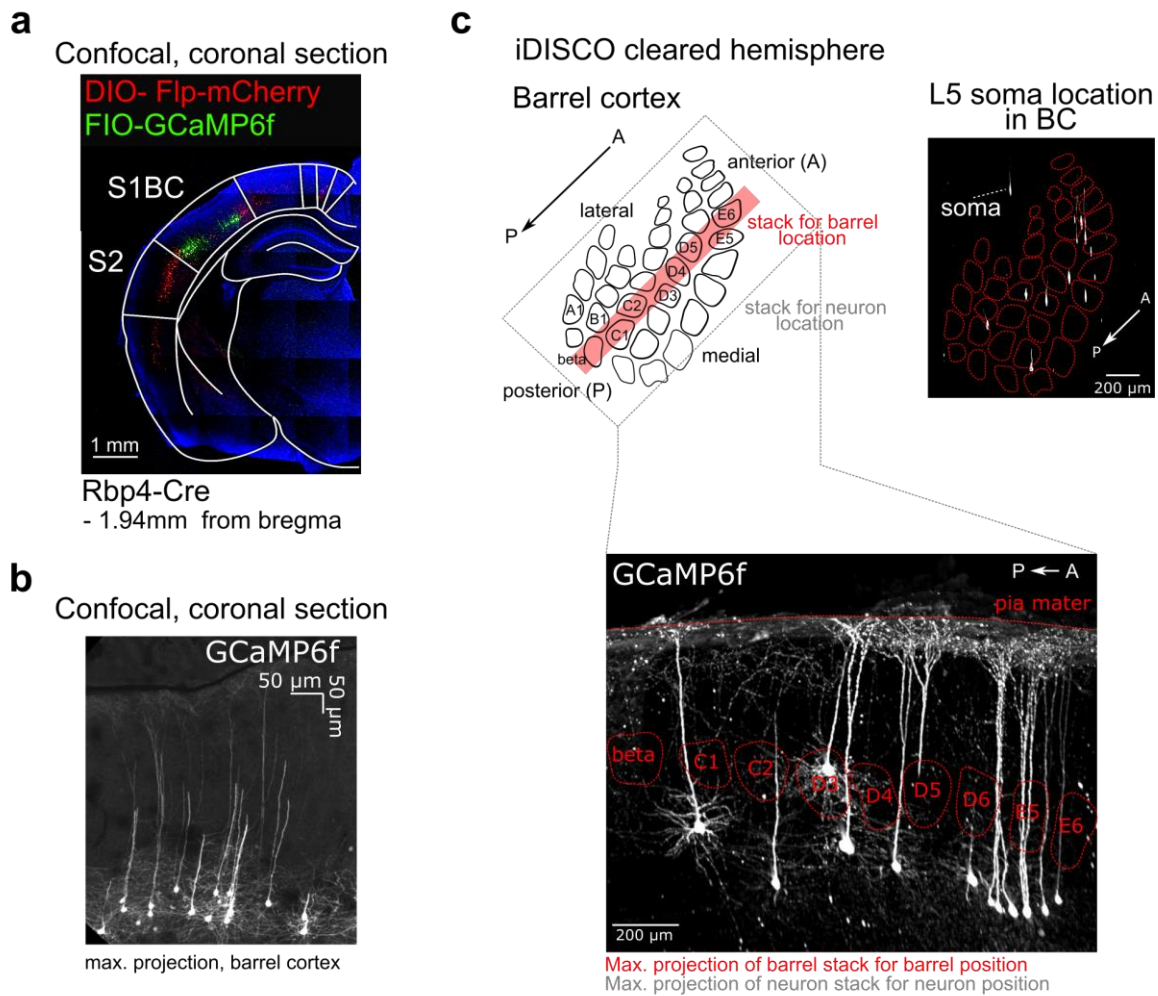 a
Confocal, coronal section
DIO- Flp-mCherry
FIO-GCaMP6f
S1BC
S2
1 mm
Rbp4-Cre
- 1.94mm from bregma
b
Confocal, coronal section
GCaMP6f
50 µm
50 µm
max. projection, barrel cortex
c
iDISCO cleared hemisphere
Barrel cortex
A
P
lateral
anterior (A)
E6
E5
D5
D4
D3
C2
C1
B1
A1
beta
stack for barrel
location
stack for neuron
location
medial
posterior (P)
L5 soma location
in BC
soma
A
P
200 µm
GCaMP6f
P
A
pia mater
beta
C1
C2
D3
D4
D5
D6
E5
E6
200 µm
Max. projection of barrel stack for barrel position
Max. projection of neuron stack for neuron position